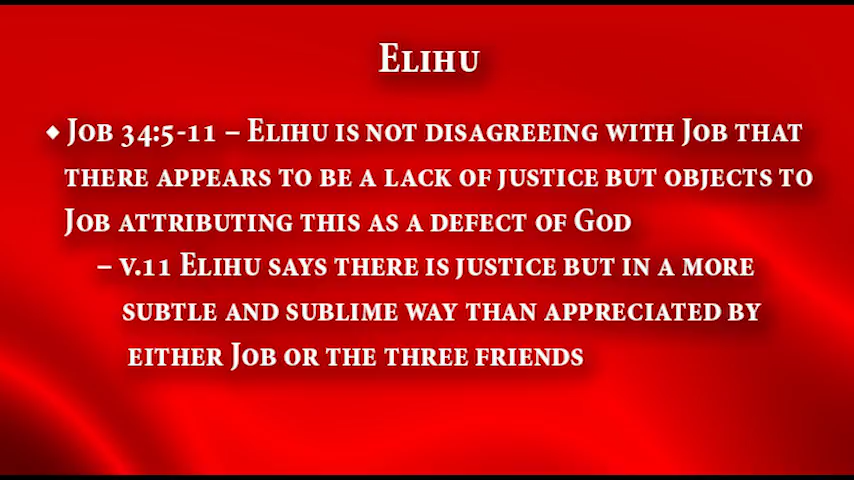 Elihu
◆ Job 34:5-11 – Elihu is not disagreeing with Job that
there appears to be a lack of justice but objects to
Job attributing this as a defect of God
– v.11 Elihu says there is justice but in a more
subtle and sublime way than appreciated by
either Job or the three friends